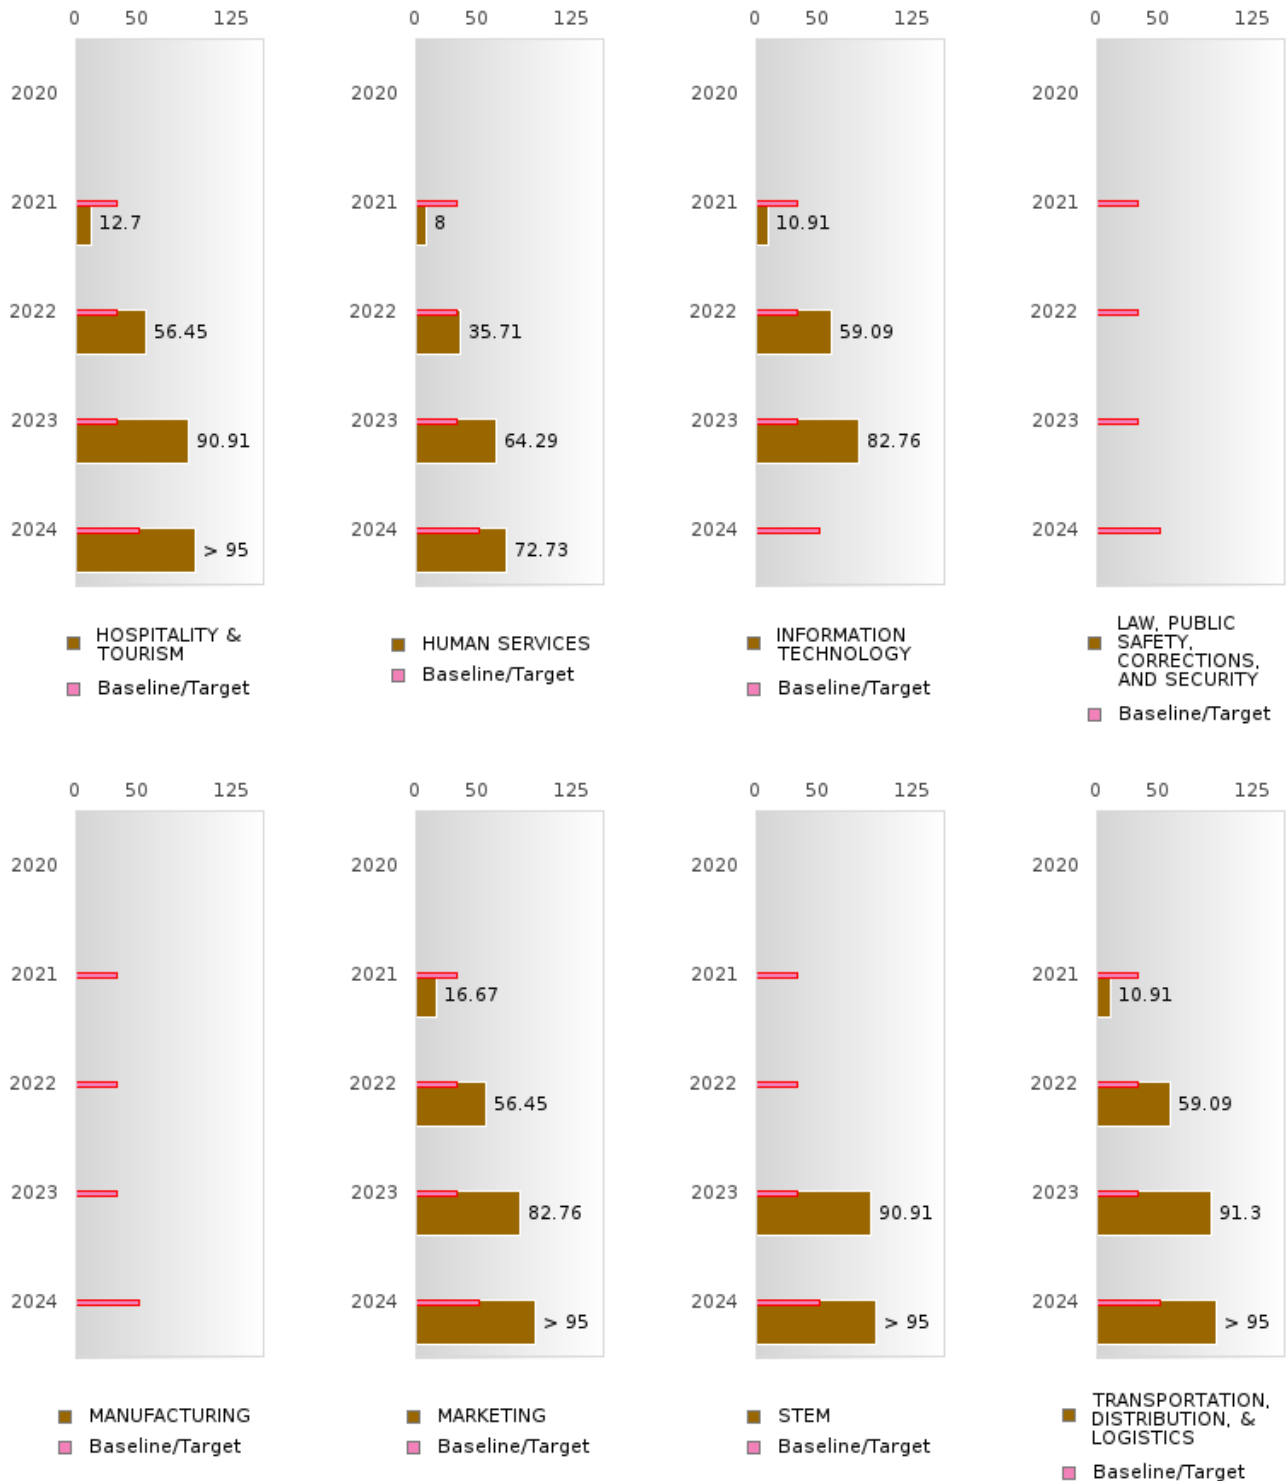 0 50 125 0 50 125 0 50 125 0 50 125
2020 2020 2020 2020
2021 2021 2021 2021
12.7 8 10.91
2022 2022 2022 2022
56.45 35.71 59.09
2023 2023 2023 2023
90.91 64.29 82.76
2024 2024 2024 2024
> 95 72.73
HOSPITALITY &
TOURISM
Baseline/Target
HUMAN SERVICES
Baseline/Target
INFORMATION
TECHNOLOGY
Baseline/Target
LAW, PUBLIC
SAFETY,
CORRECTIONS,
AND SECURITY
Baseline/Target
0 50 125 0 50 125 0 50 125 0 50 125
2020 2020 2020 2020
2021 2021 2021 2021
16.67 10.91
2022 2022 2022 2022
56.45 59.09
2023 2023 2023 2023
82.76 90.91 91.3
2024 2024 2024 2024
> 95 > 95 > 95
MANUFACTURING
Baseline/Target
MARKETING
Baseline/Target
STEM
Baseline/Target
TRANSPORTATION,
DISTRIBUTION, &
LOGISTICS
Baseline/Target